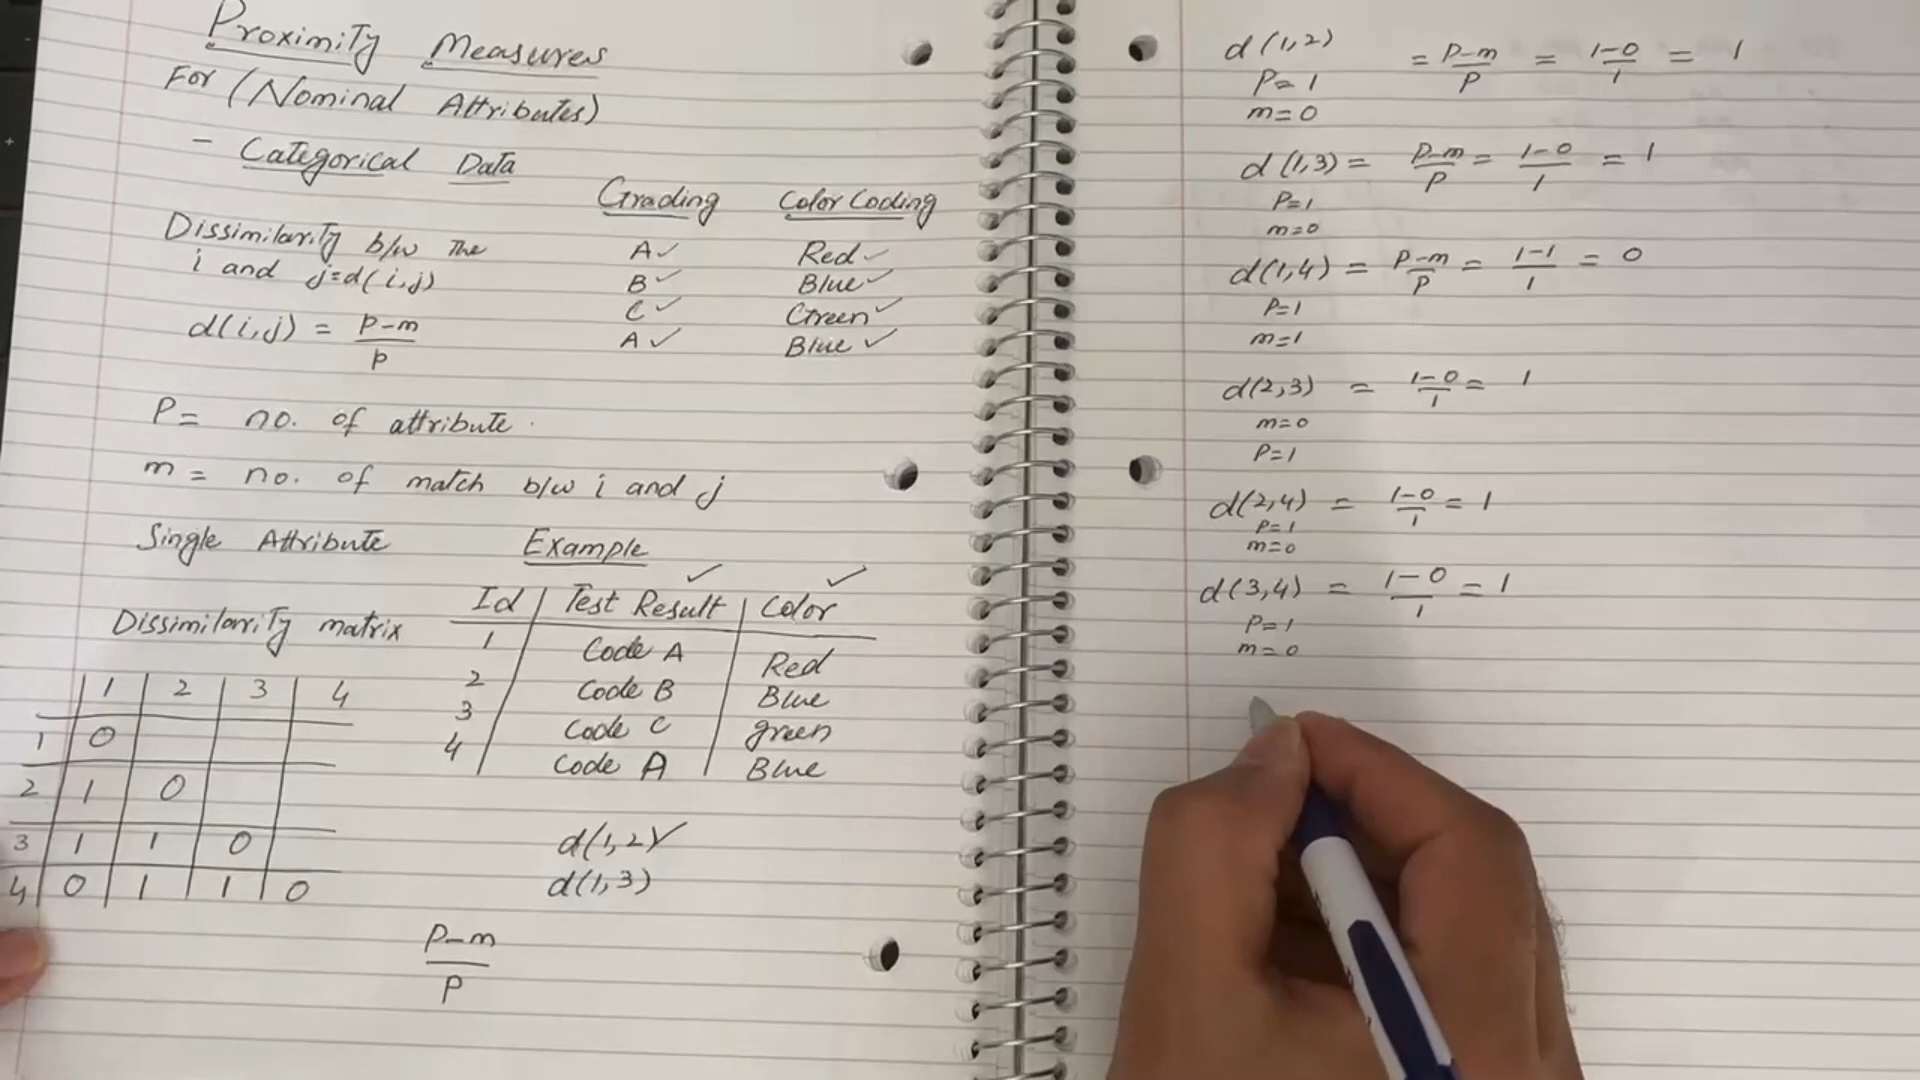 Proximity Measures
For (Nominal Attributes)
- Categorical Data
Grading Color Coding
Dissimilarity b/w the
i and j = d(i,j)
A ✓ Red ✓
B ✓ Blue ✓
C ✓ Green ✓
A ✓ Blue ✓
d(i,j) = p-m
p
P = no. of attribute.
m = no. of match b/w i and j
Single Attribute Example
✓ ✓
Id Test Result Color
1 Code A Red
2 Code B Blue
3 Code C green
4 Code A Blue
Dissimilarity matrix
1 2 3 4
1 0
2 1 0
3 1 1 0
4 0 1 1 0
d(1,2) ✓
d(1,3)
P-m
P
d(1,2) = P-m / P = 1-0 / 1 = 1
P=1
m=0
d(1,3) = P-m / P = 1-0 / 1 = 1
P=1
m=0
d(1,4) = P-m / P = 1-1 / 1 = 0
P=1
m=1
d(2,3) = 1-0 / 1 = 1
m=0
P=1
d(2,4) = 1-0 / 1 = 1
P=1
m=0
d(3,4) = 1-0 / 1 = 1
P=1
m=0